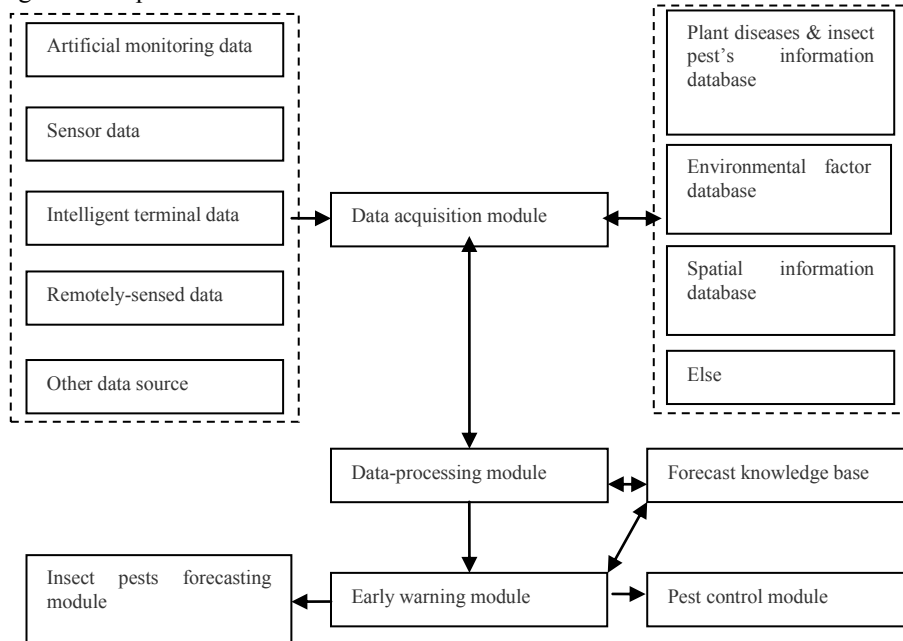 Artificial monitoring data
Sensor data
Intelligent terminal data
Remotely-sensed data
Other data source
Data acquisition module
Plant diseases & insect
pest's information
database
Environmental factor
database
Spatial information
database
Else
Data-processing module
Forecast knowledge base
Insect pests forecasting
module
Early warning module
Pest control module